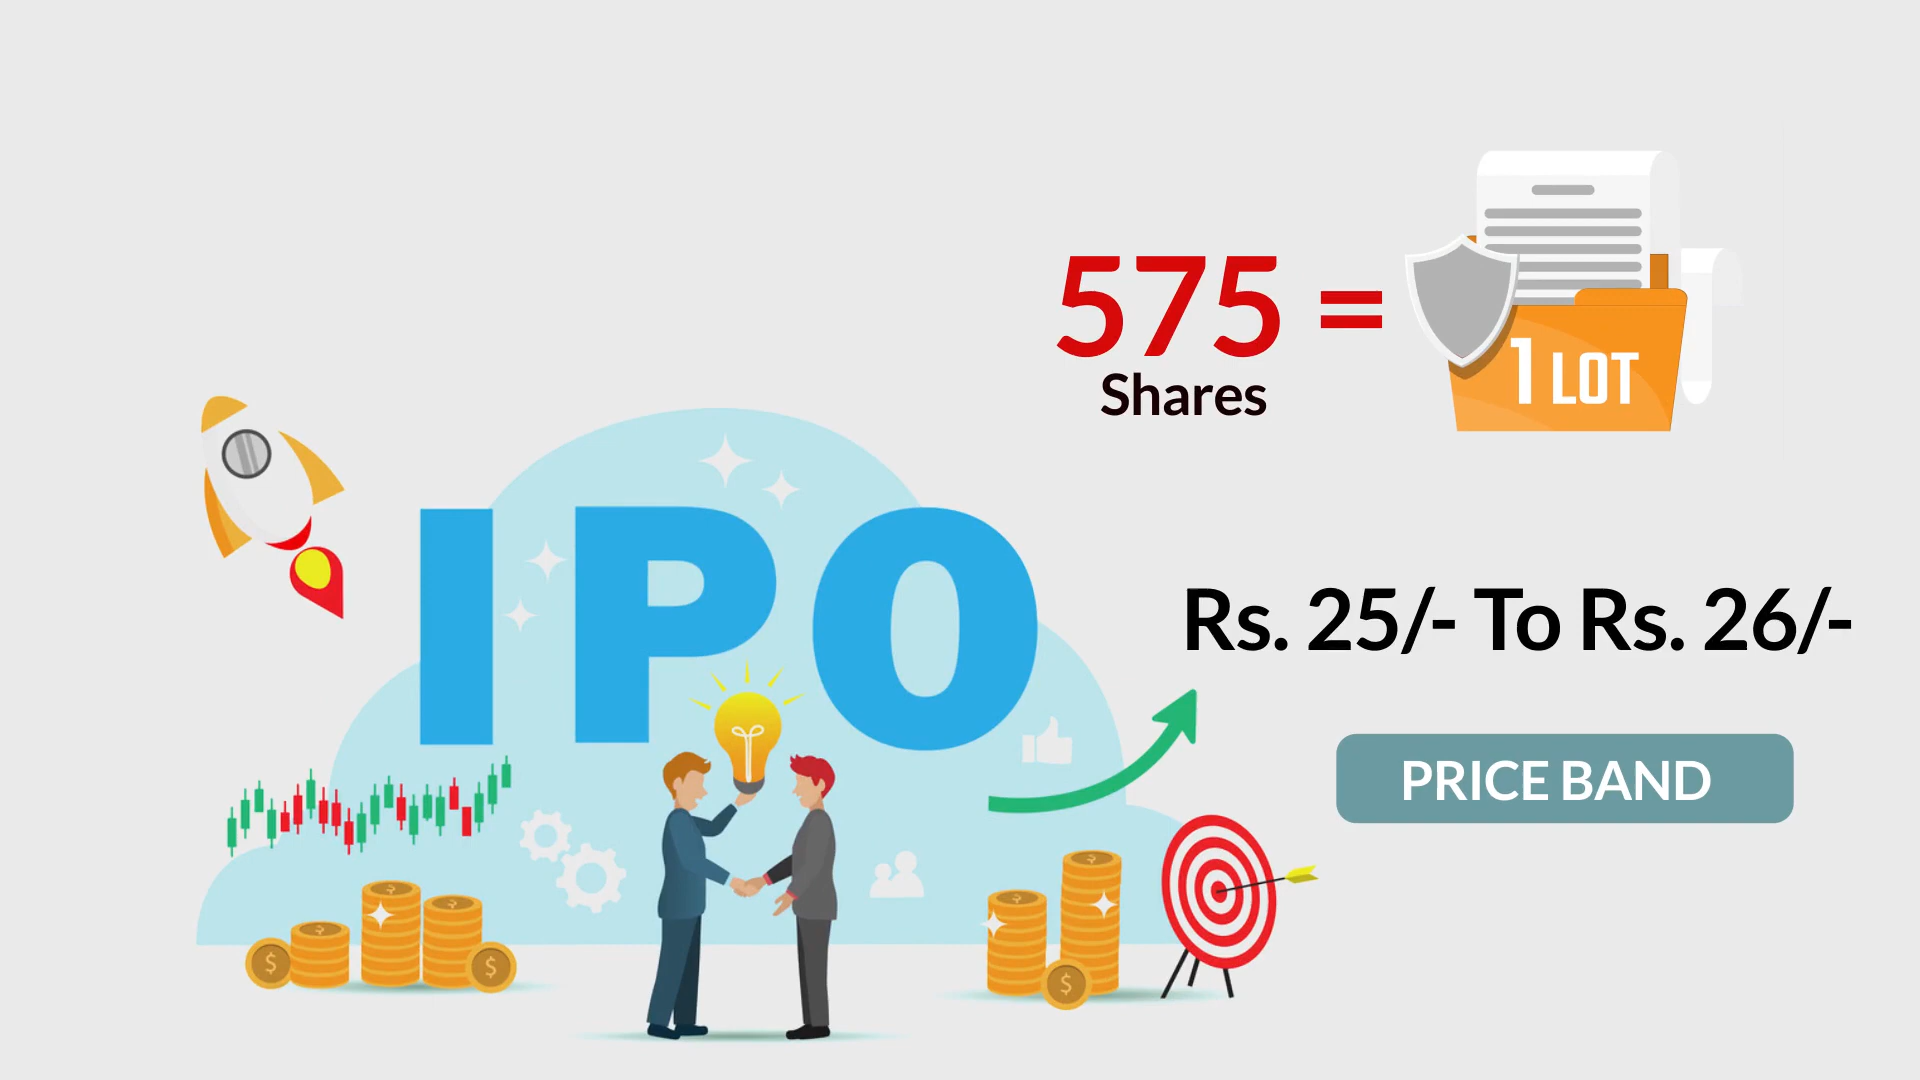 575 =
Shares
1 LOT
IPO
Rs. 25/- To Rs. 26/-
PRICE BAND
$
$
$